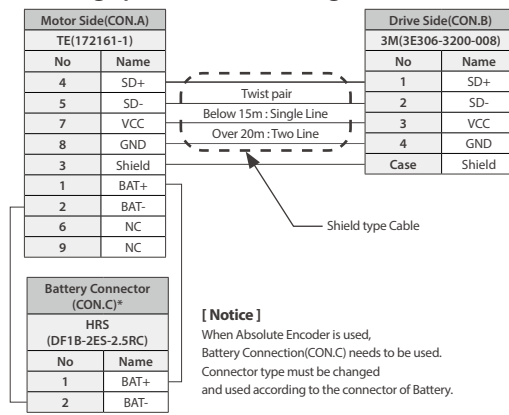 Motor Side(CON.A)
TE(172161-1)
No Name
4 SD+
5 SD-
7 VCC
8 GND
3 Shield
1 BAT+
2 BAT-
6 NC
9 NC
Twist pair
Below 15m : Single Line
Over 20m : Two Line
Shield type Cable
Drive Side(CON.B)
3M(3E306-3200-008)
No Name
1 SD+
2 SD-
3 VCC
4 GND
Case Shield
Battery Connector
(CON.C)*
HRS
(DF1B-2ES-2.5RC)
No Name
1 BAT+
2 BAT-
[ Notice ]
When Absolute Encoder is used,
Battery Connection(CON.C) needs to be used.
Connector type must be changed
and used according to the connector of Battery.